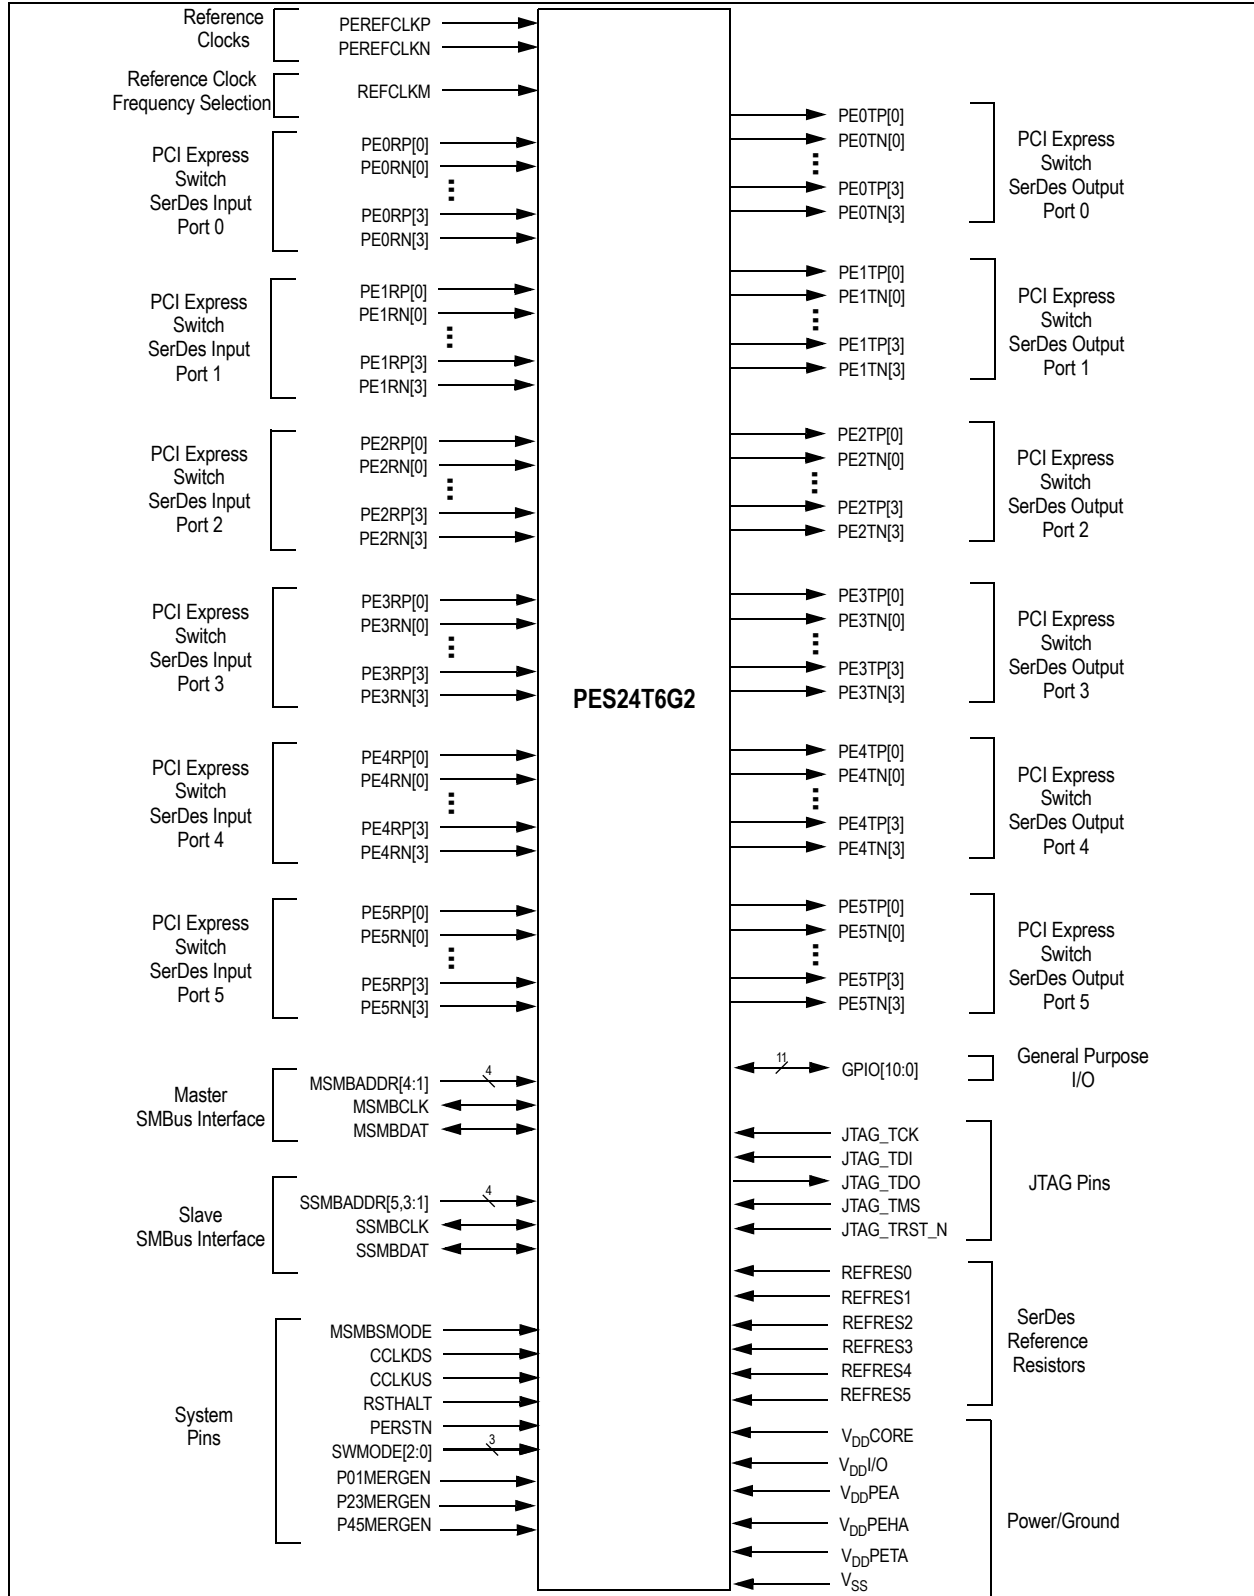 Reference
Clocks
PEREFCLKP
PEREFCLKN
Reference Clock
Frequency Selection
REFCLKM
PCI Express
Switch
SerDes Input
Port 0
PE0RP[0]
PE0RN[0]
PE0RP[3]
PE0RN[3]
PCI Express
Switch
SerDes Input
Port 1
PE1RP[0]
PE1RN[0]
PE1RP[3]
PE1RN[3]
PCI Express
Switch
SerDes Input
Port 2
PE2RP[0]
PE2RN[0]
PE2RP[3]
PE2RN[3]
PCI Express
Switch
SerDes Input
Port 3
PE3RP[0]
PE3RN[0]
PE3RP[3]
PE3RN[3]
PCI Express
Switch
SerDes Input
Port 4
PE4RP[0]
PE4RN[0]
PE4RP[3]
PE4RN[3]
PCI Express
Switch
SerDes Input
Port 5
PE5RP[0]
PE5RN[0]
PE5RP[3]
PE5RN[3]
Master
SMBus Interface
MSMBADDR[4:1]
4
MSMBCLK
MSMBDAT
Slave
SMBus Interface
SSMBADDR[5,3:1]
4
SSMBCLK
SSMBDAT
System
Pins
MSMBSMODE
CCLKDS
CCLKUS
RSTHALT
PERSTN
SWMODE[2:0]
3
P01MERGEN
P23MERGEN
P45MERGEN
PES24T6G2
PE0TP[0]
PE0TN[0]
PE0TP[3]
PE0TN[3]
PCI Express
Switch
SerDes Output
Port 0
PE1TP[0]
PE1TN[0]
PE1TP[3]
PE1TN[3]
PCI Express
Switch
SerDes Output
Port 1
PE2TP[0]
PE2TN[0]
PE2TP[3]
PE2TN[3]
PCI Express
Switch
SerDes Output
Port 2
PE3TP[0]
PE3TN[0]
PE3TP[3]
PE3TN[3]
PCI Express
Switch
SerDes Output
Port 3
PE4TP[0]
PE4TN[0]
PE4TP[3]
PE4TN[3]
PCI Express
Switch
SerDes Output
Port 4
PE5TP[0]
PE5TN[0]
PE5TP[3]
PE5TN[3]
PCI Express
Switch
SerDes Output
Port 5
11
GPIO[10:0]
General Purpose
I/O
JTAG_TCK
JTAG_TDI
JTAG_TDO
JTAG_TMS
JTAG_TRST_N
JTAG Pins
REFRES0
REFRES1
REFRES2
REFRES3
REFRES4
REFRES5
SerDes
Reference
Resistors
VDDCORE
VDDI/O
VDDPEA
VDDPEHA
VDDPETA
VSS
Power/Ground